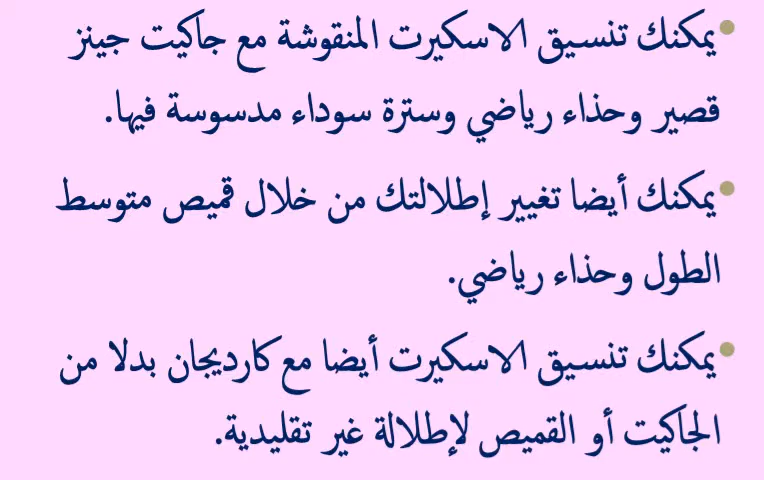 •يمكنك تنسيق الاسكيرت المنقوشة مع جاكيت جينز
قصير وحذاء رياضي وسترة سوداء مدسوسة فيها.
•يمكنك أيضا تغيير إطلالتك من خلال قميص متوسط
الطول وحذاء رياضي.
•يمكنك تنسيق الاسكيرت أيضا مع كارديجان بدلا من
الجاكيت أو القميص لإطلالة غير تقليدية.